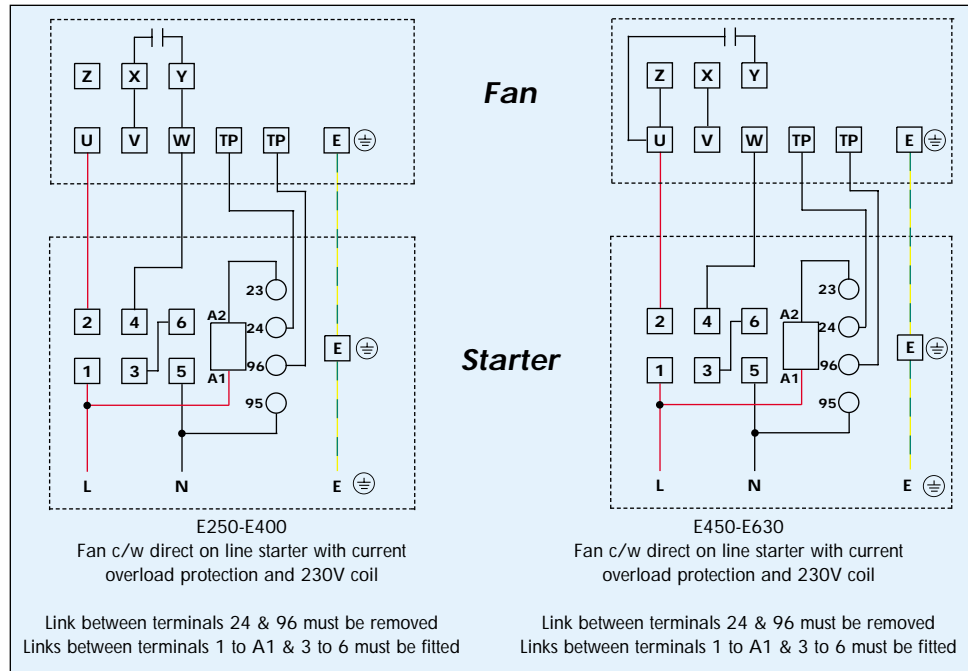 Z X Y
U V W TP TP E
Fan
2 4 6 A2 23
24
1 3 5 A1 96
95
E
L N E
Starter
E250-E400
Fan c/w direct on line starter with current
overload protection and 230V coil
Link between terminals 24 & 96 must be removed
Links between terminals 1 to A1 & 3 to 6 must be fitted
Z X Y
U V W TP TP E
2 4 6 A2 23
24
1 3 5 A1 96
95
E
L N E
E450-E630
Fan c/w direct on line starter with current
overload protection and 230V coil
Link between terminals 24 & 96 must be removed
Links between terminals 1 to A1 & 3 to 6 must be fitted